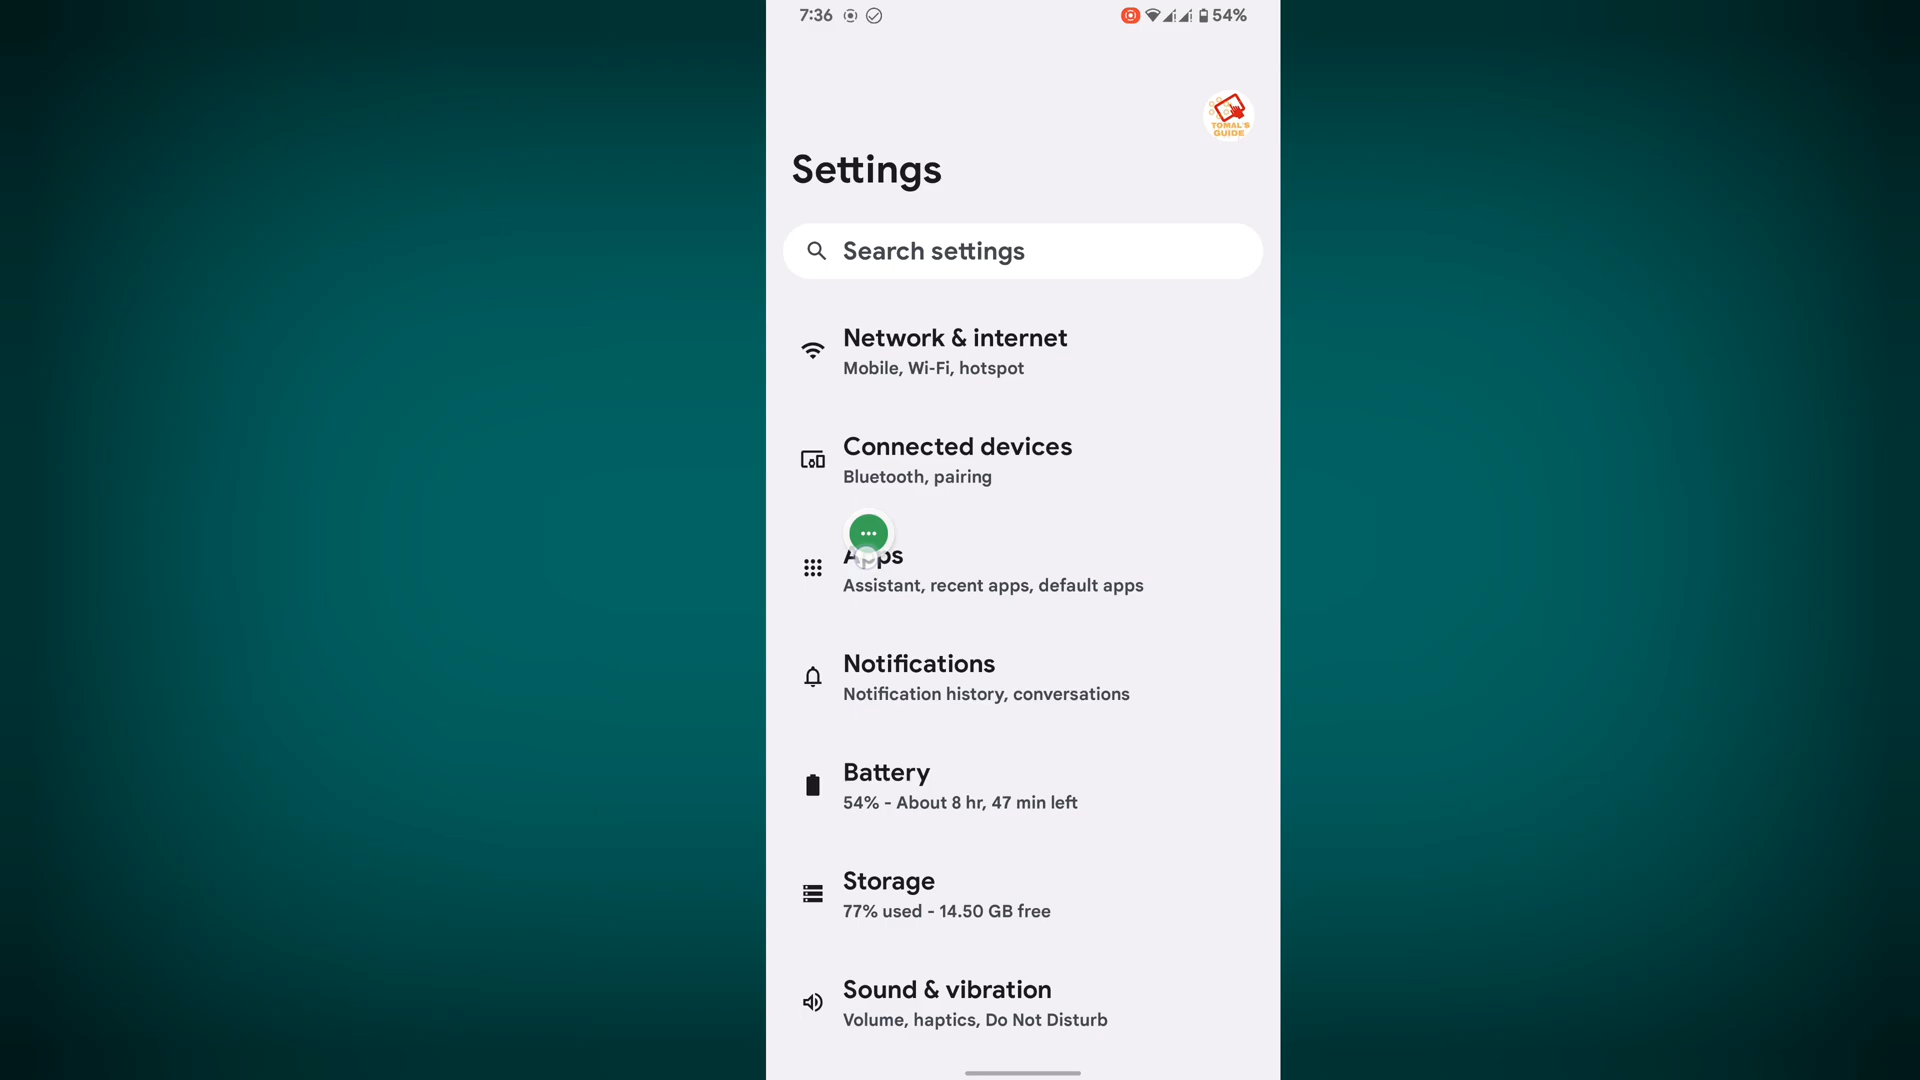 7:36
54%
TOMAL'S
GUIDE
Settings
Search settings
Network & internet
Mobile, Wi-Fi, hotspot
Connected devices
Bluetooth, pairing
Apps
Assistant, recent apps, default apps
Notifications
Notification history, conversations
Battery
54% - About 8 hr, 47 min left
Storage
77% used - 14.50 GB free
Sound & vibration
Volume, haptics, Do Not Disturb